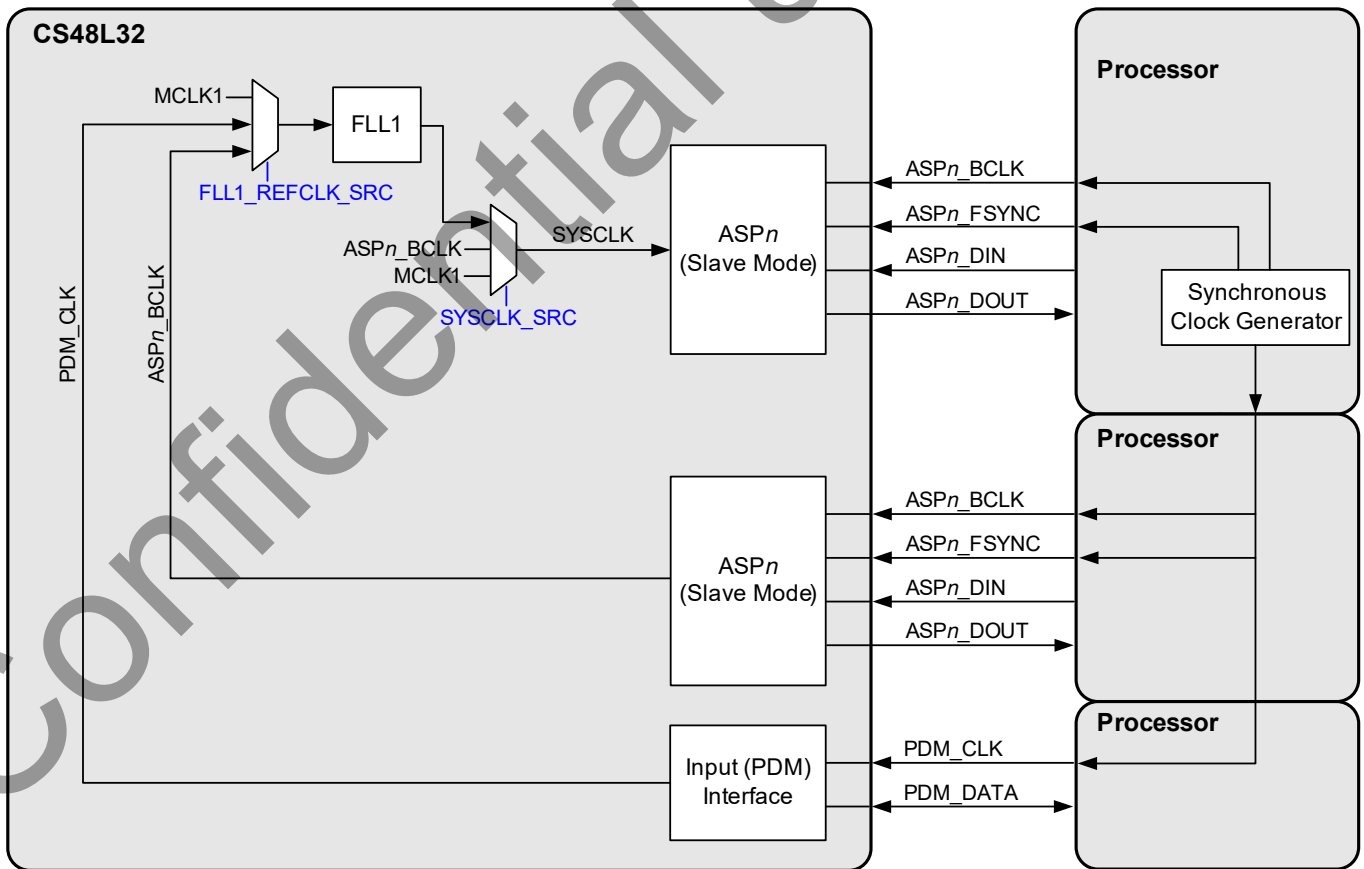 CS48L32
Processor
MCLK1
FLL1
FLL1_REFCLK_SRC
ASPn_BCLK
MCLK1
SYSCLK
SYSCLK_SRC
PDM_CLK
ASPn_BCLK
ASPn
(Slave Mode)
ASPn_BCLK
ASPn_FSYNC
ASPn_DIN
ASPn_DOUT
Synchronous
Clock Generator
Processor
ASPn
(Slave Mode)
ASPn_BCLK
ASPn_FSYNC
ASPn_DIN
ASPn_DOUT
Processor
Input (PDM)
Interface
PDM_CLK
PDM_DATA
Confidential